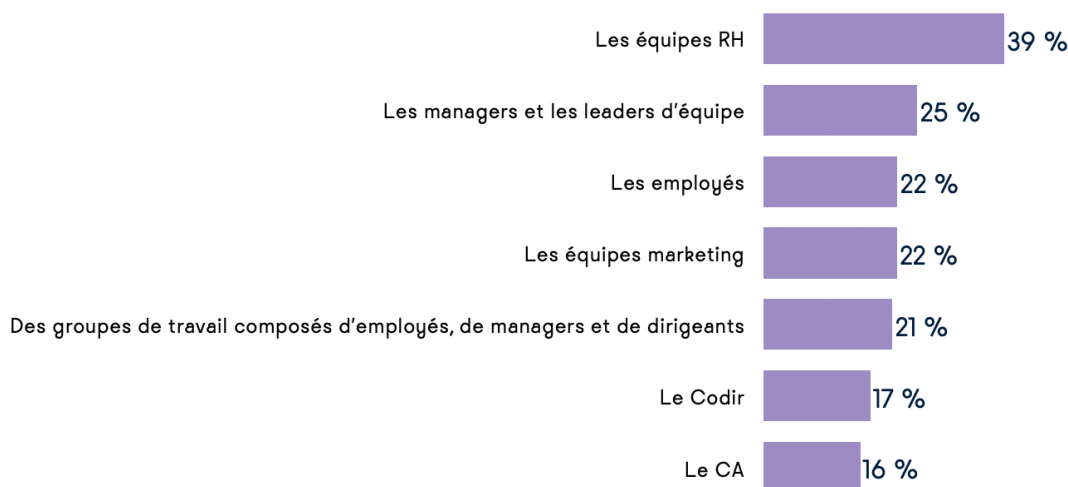 Les équipes RH 39 %
Les managers et les leaders d'équipe 25 %
Les employés 22 %
Les équipes marketing 22 %
Des groupes de travail composés d'employés, de managers et de dirigeants 21 %
Le Codir 17 %
Le CA 16 %